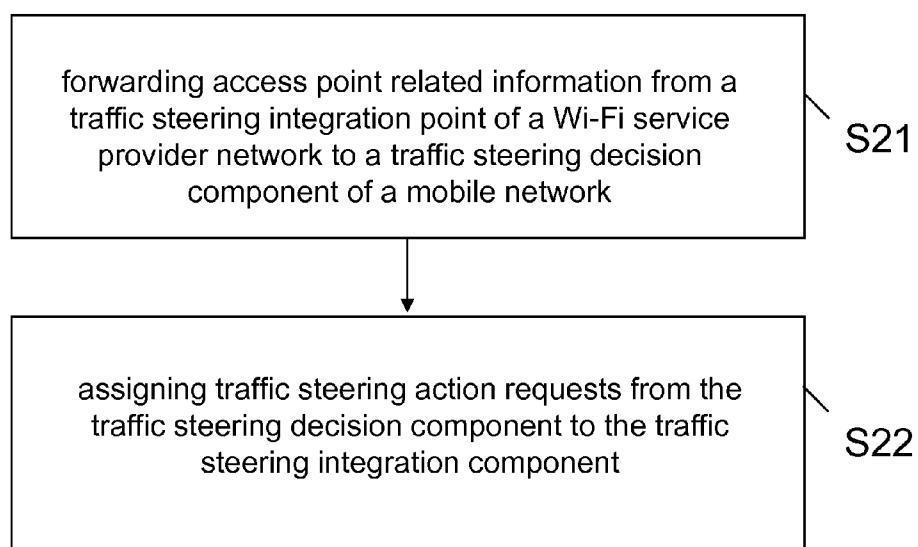 forwarding access point related information from a
traffic steering integration point of a Wi-Fi service
provider network to a traffic steering decision
component of a mobile network
S21
assigning traffic steering action requests from the
traffic steering decision component to the traffic
steering integration component
S22